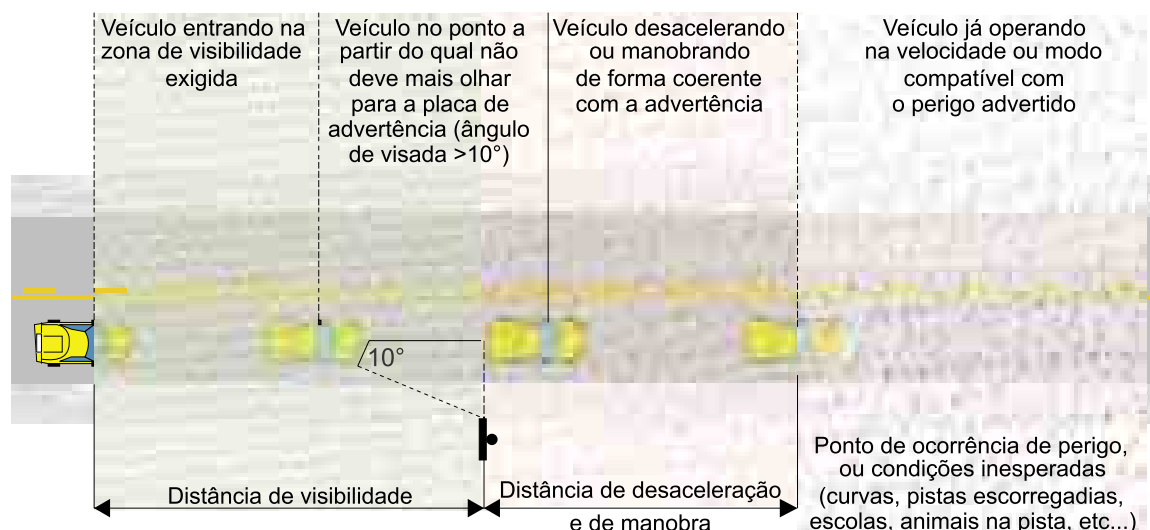 Veículo entrando na
zona de visibilidade
exigida
Veículo no ponto a
partir do qual não
deve mais olhar
para a placa de
advertência (ângulo
de visada >10°)
Veículo desacelerando
ou manobrando
de forma coerente
com a advertência
Veículo já operando
na velocidade ou modo
compatível com
o perigo advertido
10°
Distância de visibilidade
Distância de desaceleração
e de manobra
Ponto de ocorrência de perigo,
ou condições inesperadas
(curvas, pistas escorregadias,
escolas, animais na pista, etc...)